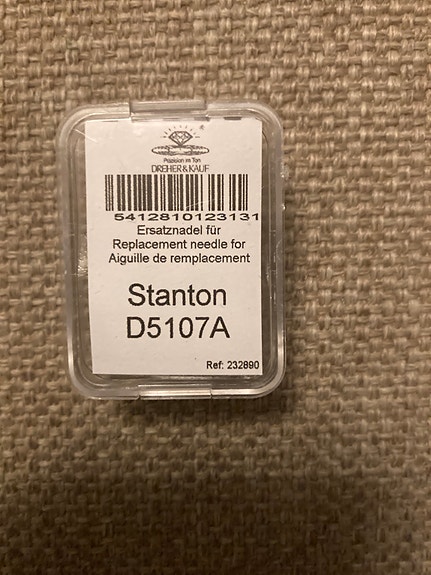 ®
Präzision im Ton
DREHER & KAUF
5412810123131
Ersatznadel für
Replacement needle for
Aiguille de remplacement
Stanton
D5107A
Ref: 232890